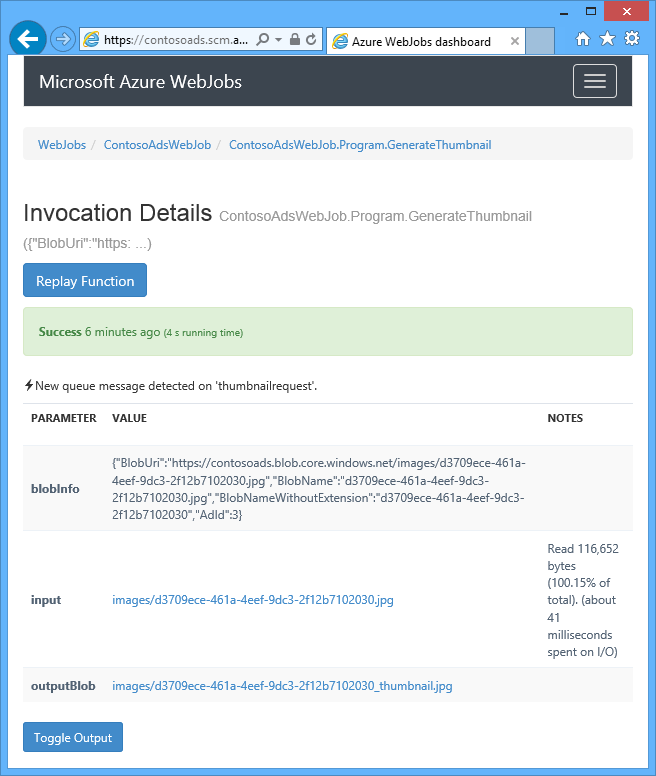 https://contosoads.scm.a...
Azure WebJobs dashboard
Microsoft Azure WebJobs
WebJobs / ContosoAdsWebJob / ContosoAdsWebJob.Program.GenerateThumbnail
Invocation Details ContosoAdsWebJob.Program.GenerateThumbnail
({"BlobUri":"https: ...)
Replay Function
Success 6 minutes ago (4 s running time)
New queue message detected on 'thumbnailrequest'.
PARAMETER VALUE NOTES
blobInfo
{"BlobUri":"https://contosoads.blob.core.windows.net/images/d3709ece-461a-
4eef-9dc3-2f12b7102030.jpg","BlobName":"d3709ece-461a-4eef-9dc3-
2f12b7102030.jpg","BlobNameWithoutExtension":"d3709ece-461a-4eef-9dc3-
2f12b7102030","AdId":3}
input
images/d3709ece-461a-4eef-9dc3-2f12b7102030.jpg
Read 116,652
bytes
(100.15% of
total). (about
41
milliseconds
spent on I/O)
outputBlob
images/d3709ece-461a-4eef-9dc3-2f12b7102030_thumbnail.jpg
Toggle Output